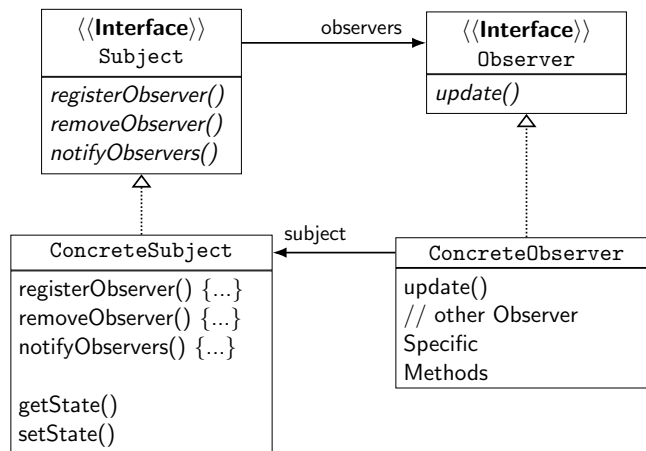 ⟨⟨Interface⟩⟩
Subject
registerObserver()
removeObserver()
notifyObservers()
observers
⟨⟨Interface⟩⟩
Observer
update()
ConcreteSubject
registerObserver() {...}
removeObserver() {...}
notifyObservers() {...}
getState()
setState()
subject
ConcreteObserver
update()
// other Observer
Specific
Methods